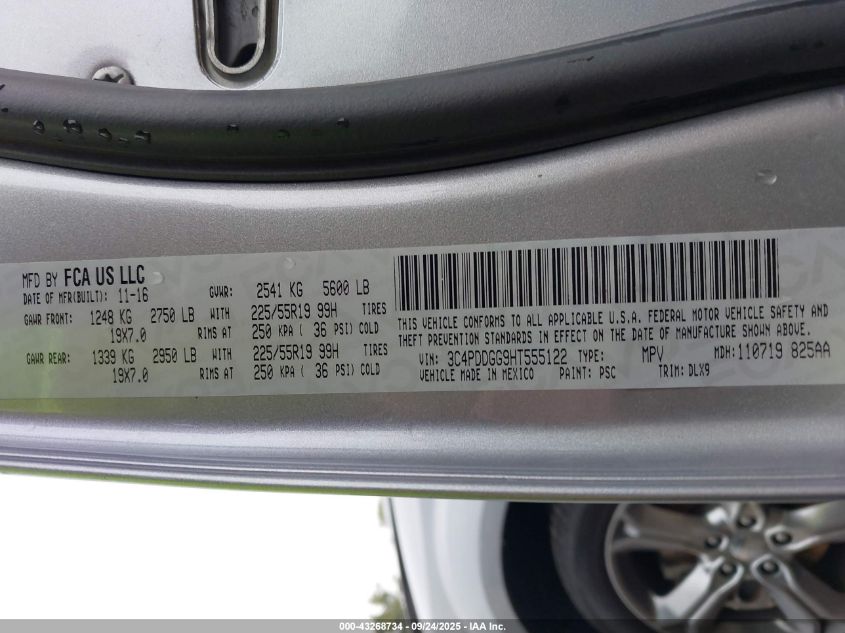 MFD BY FCA US LLC
DATE OF MFR(BUILT): 11-16 GVWR: 2541 KG 5600 LB
GAWR FRONT: 1248 KG 2750 LB WITH 225/55R19 99H TIRES
19X7.0 RIMS AT 250 KPA ( 36 PSI) COLD
GAWR REAR: 1339 KG 2950 LB WITH 225/55R19 99H TIRES
19X7.0 RIMS AT 250 KPA ( 36 PSI) COLD
THIS VEHICLE CONFORMS TO ALL APPLICABLE U.S.A. FEDERAL MOTOR VEHICLE SAFETY AND
THEFT PREVENTION STANDARDS IN EFFECT ON THE DATE OF MANUFACTURE SHOWN ABOVE.
VIN: 3C4PDDGG9HT555122 TYPE: MPV MDH:110719 825AA
VEHICLE MADE IN MEXICO PAINT: PSC TRIM: DLX9
000-43268734 - 09/24/2025 - IAA Inc.